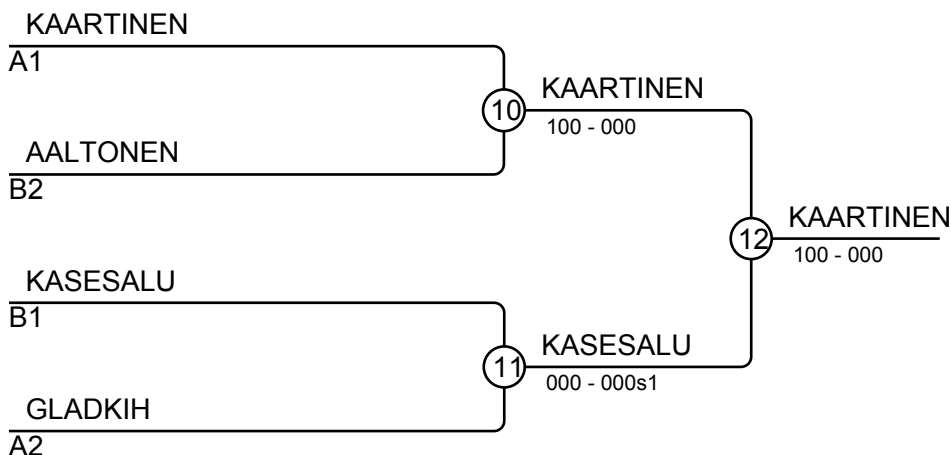 KAARTINEN
A1
10
KAARTINEN
100 - 000
AALTONEN
B2
12
KAARTINEN
100 - 000
KASESALU
B1
11
KASESALU
000 - 000s1
GLADKIH
A2